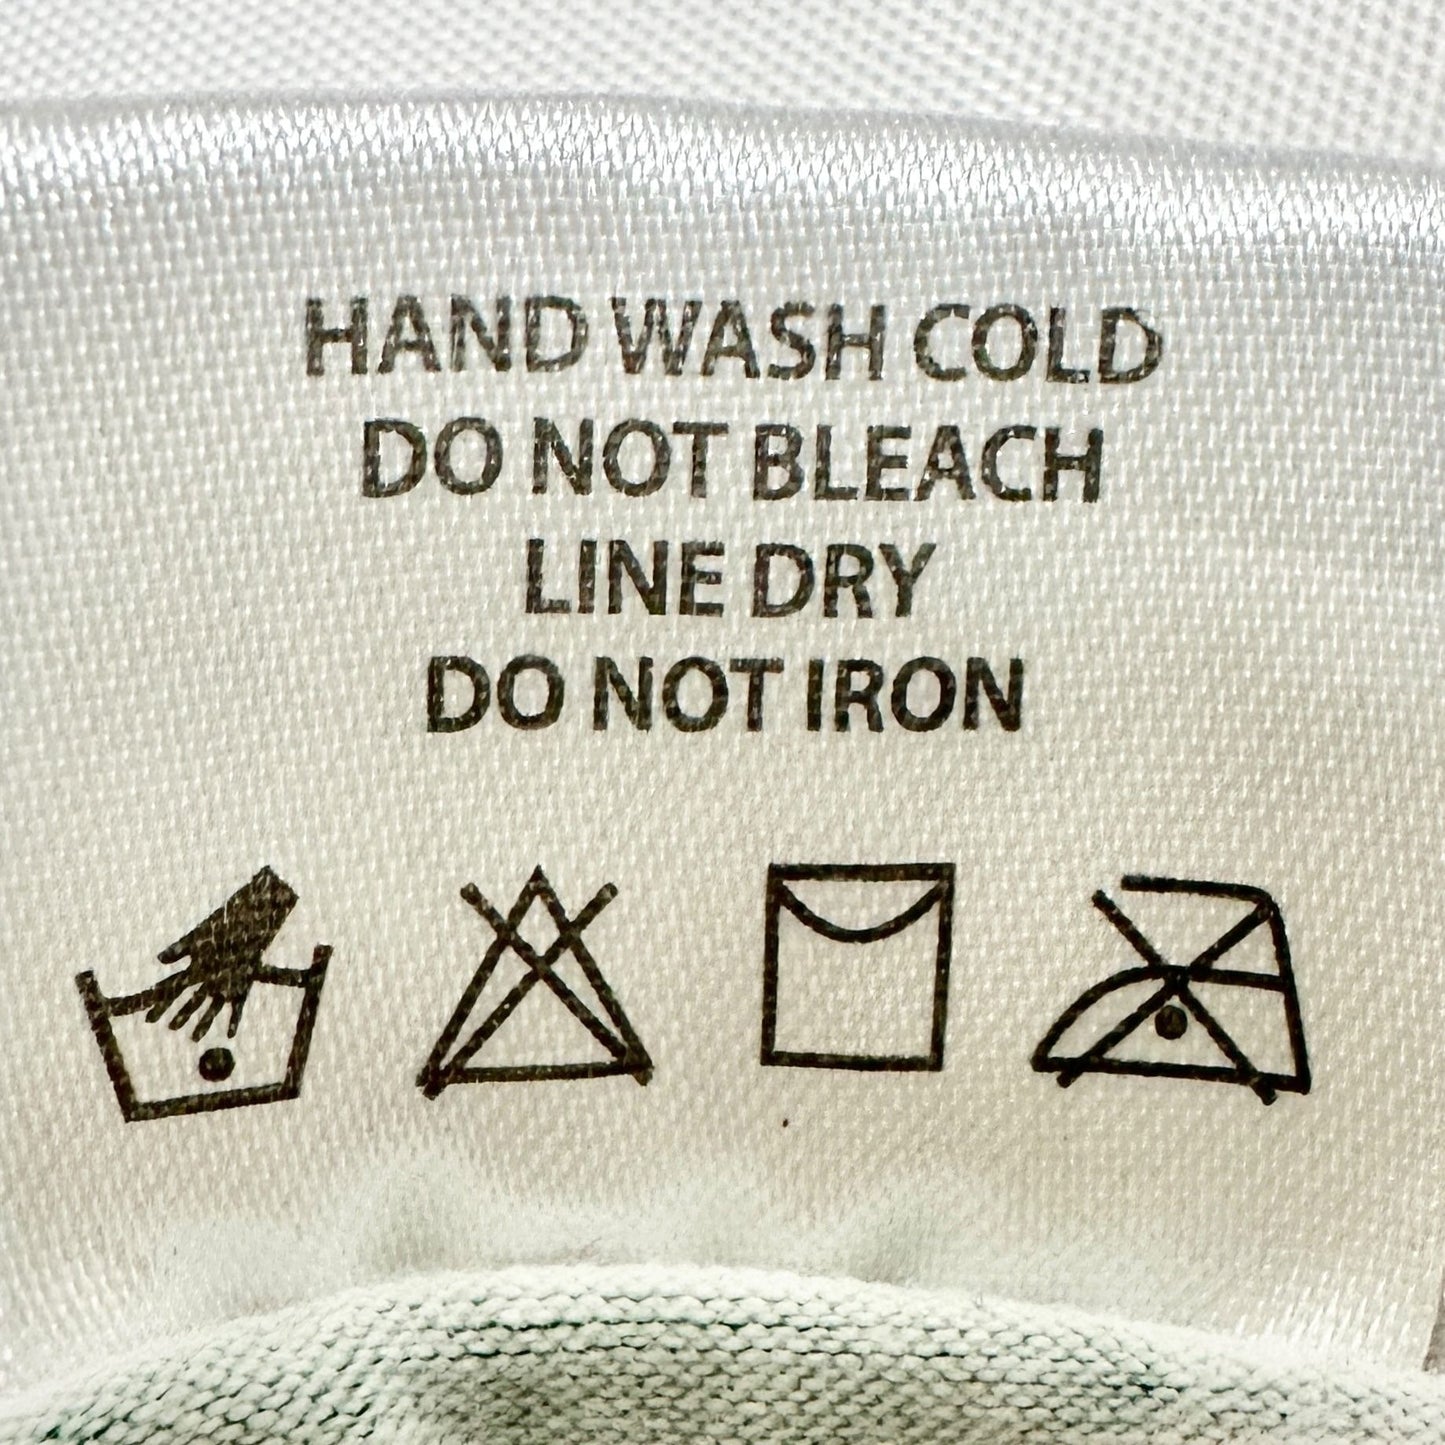 HAND WASH COLD
DO NOT BLEACH
LINE DRY
DO NOT IRON